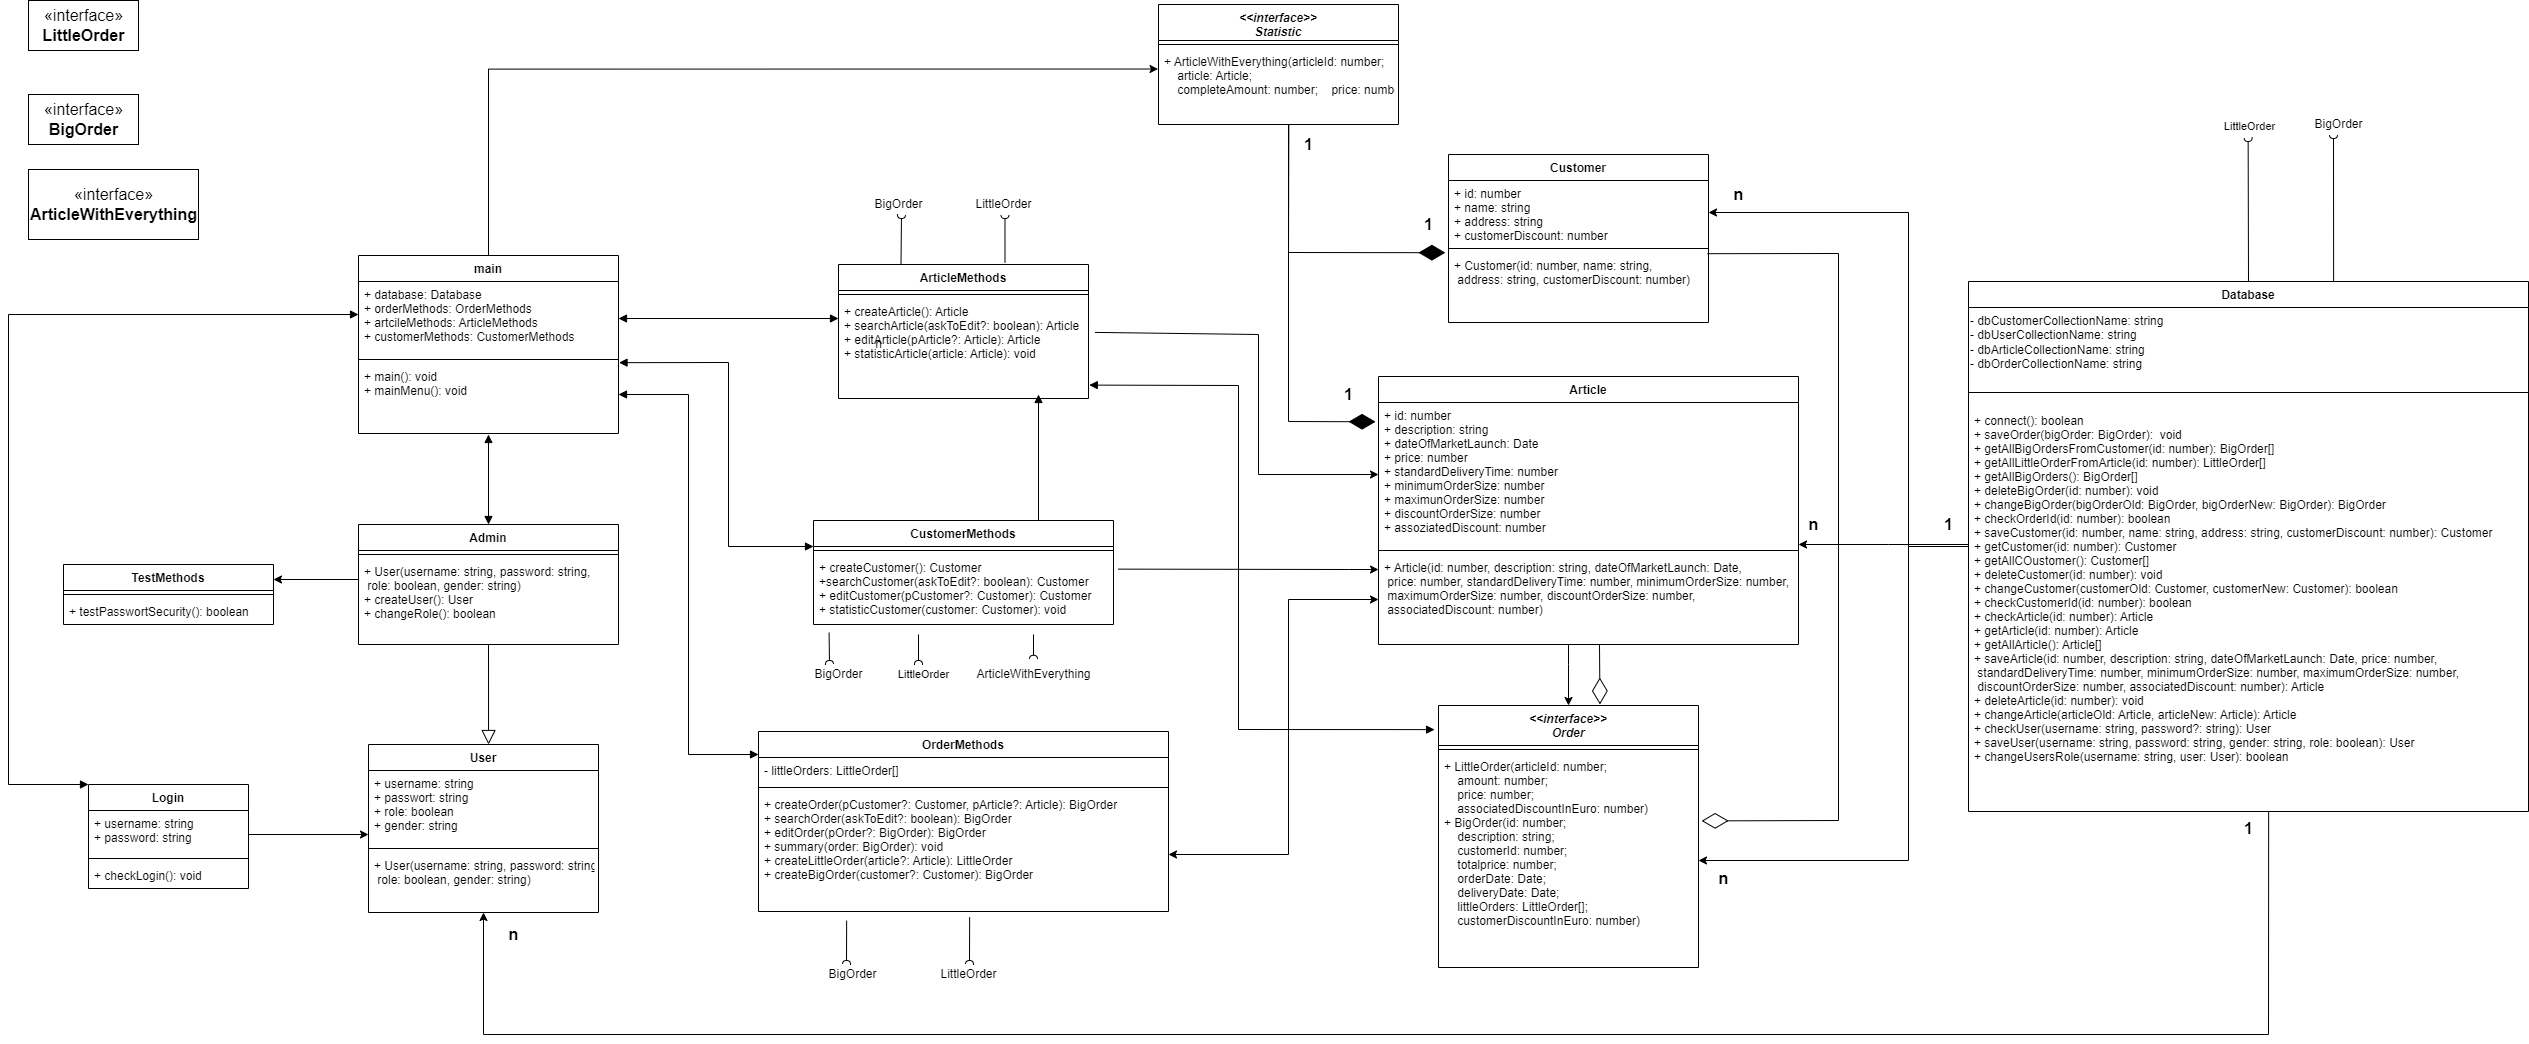 «interface»
LittleOrder
«interface»
BigOrder
«interface»
ArticleWithEverything
<<interface>>
Statistic
+ ArticleWithEverything(articleId: number;
article: Article;
completeAmount: number;    price: numb
1
Customer
+ id: number
+ name: string
+ address: string
+ customerDiscount: number
+ Customer(id: number, name: string,
address: string, customerDiscount: number)
1
n
LittleOrder
BigOrder
BigOrder
LittleOrder
main
+ database: Database
+ orderMethods: OrderMethods
+ artcileMethods: ArticleMethods
+ customerMethods: CustomerMethods
+ main(): void
+ mainMenu(): void
ArticleMethods
+ createArticle(): Article
+ searchArticle(askToEdit?: boolean): Article
+ editArticle(pArticle?: Article): Article
n
+ statisticArticle(article: Article): void
1
Article
+ id: number
+ description: string
+ dateOfMarketLaunch: Date
+ price: number
+ standardDeliveryTime: number
+ minimumOrderSize: number
+ maximunOrderSize: number
+ discountOrderSize: number
+ assoziatedDiscount: number
+ Article(id: number, description: string, dateOfMarketLaunch: Date,
price: number, standardDeliveryTime: number, minimumOrderSize: number,
maximumOrderSize: number, discountOrderSize: number,
associatedDiscount: number)
n
1
Database
- dbCustomerCollectionName: string
- dbUserCollectionName: string
- dbArticleCollectionName: string
- dbOrderCollectionName: string
+ connect(): boolean
+ saveOrder(bigOrder: BigOrder):  void
+ getAllBigOrdersFromCustomer(id: number): BigOrder[]
+ getAllLittleOrderFromArticle(id: number): LittleOrder[]
+ getAllBigOrders(): BigOrder[]
+ deleteBigOrder(id: number): void
+ changeBigOrder(bigOrderOld: BigOrder, bigOrderNew: BigOrder): BigOrder
+ checkOrderId(id: number): boolean
+ saveCustomer(id: number, name: string, address: string, customerDiscount: number): Customer
+ getCustomer(id: number): Customer
+ getAllCOustomer(): Customer[]
+ deleteCustomer(id: number): void
+ changeCustomer(customerOld: Customer, customerNew: Customer): boolean
+ checkCustomerId(id: number): boolean
+ checkArticle(id: number): Article
+ getArticle(id: number): Article
+ getAllArticle(): Article[]
+ saveArticle(id: number, description: string, dateOfMarketLaunch: Date, price: number,
standardDeliveryTime: number, minimumOrderSize: number, maximumOrderSize: number,
discountOrderSize: number, associatedDiscount: number): Article
+ deleteArticle(id: number): void
+ changeArticle(articleOld: Article, articleNew: Article): Article
+ checkUser(username: string, password?: string): User
+ saveUser(username: string, password: string, gender: string, role: boolean): User
+ changeUsersRole(username: string, user: User): boolean
1
TestMethods
+ testPasswortSecurity(): boolean
Admin
+ User(username: string, password: string,
role: boolean, gender: string)
+ createUser(): User
+ changeRole(): boolean
CustomerMethods
+ createCustomer(): Customer
+searchCustomer(askToEdit?: boolean): Customer
+ editCustomer(pCustomer?: Customer): Customer
+ statisticCustomer(customer: Customer): void
BigOrder
LittleOrder
ArticleWithEverything
Login
+ username: string
+ password: string
+ checkLogin(): void
User
+ username: string
+ passwort: string
+ role: boolean
+ gender: string
+ User(username: string, password: string
role: boolean, gender: string)
n
OrderMethods
- littleOrders: LittleOrder[]
+ createOrder(pCustomer?: Customer, pArticle?: Article): BigOrder
+ searchOrder(askToEdit?: boolean): BigOrder
+ editOrder(pOrder?: BigOrder): BigOrder
+ summary(order: BigOrder): void
+ createLittleOrder(article?: Article): LittleOrder
+ createBigOrder(customer?: Customer): BigOrder
BigOrder
LittleOrder
<<interface>>
Order
+ LittleOrder(articleId: number;
amount: number;
price: number;
associatedDiscountInEuro: number)
+ BigOrder(id: number;
description: string;
customerId: number;
totalprice: number;
orderDate: Date;
deliveryDate: Date;
littleOrders: LittleOrder[];
customerDiscountInEuro: number)
n